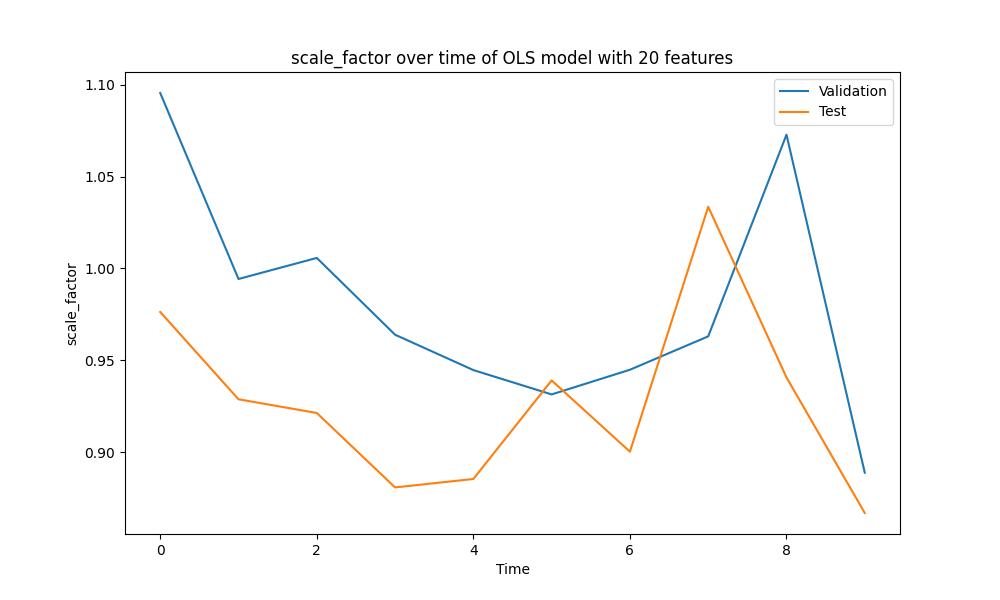 scale_factor over time of OLS model with 20 features
Validation
Test
1.10
1.05
1.00
0.95
0.90
scale_factor
0
2
4
6
8
Time